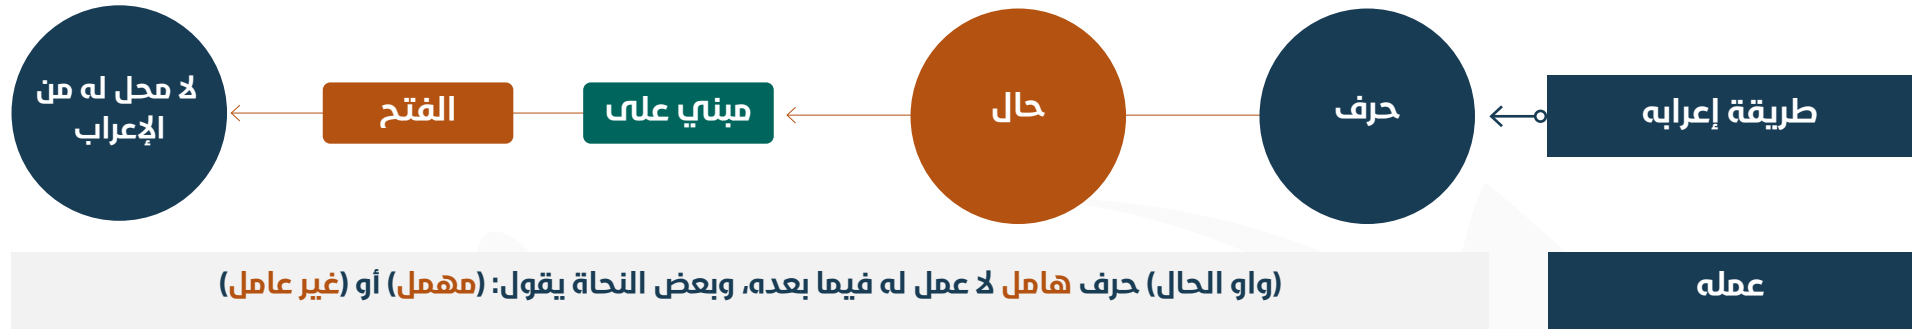 طريقة إعرابه
حرف
حال
مبني على
الفتح
لا محل له من
الإعراب
عمله
(واو الحال) حرف هامل لا عمل له فيما بعده، وبعض النحاة يقول: (مهمل) أو (غير عامل)